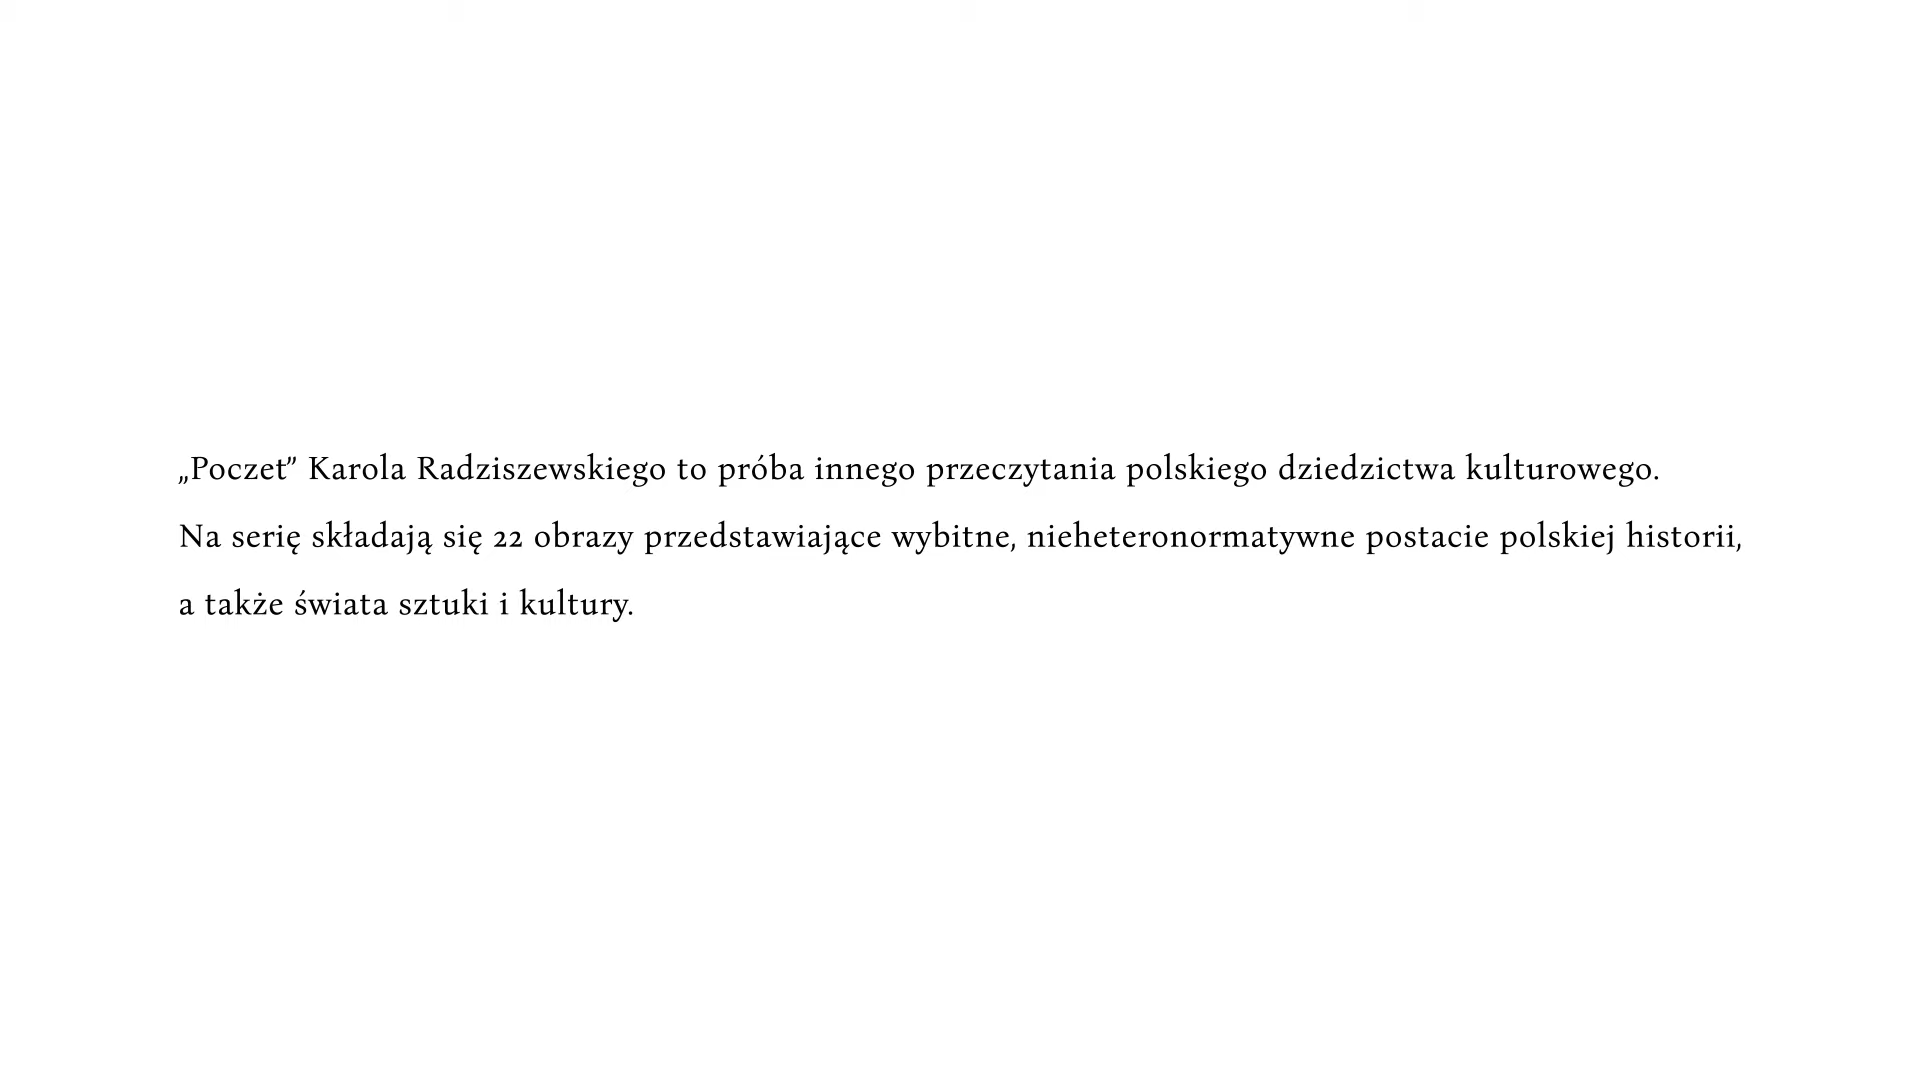 „Poczet” Karola Radziszewskiego to próba innego przeczytania polskiego dziedzictwa kulturowego.
Na serię składają się 22 obrazy przedstawiające wybitne, nieheteronormatywne postacie polskiej historii,
a także świata sztuki i kultury.